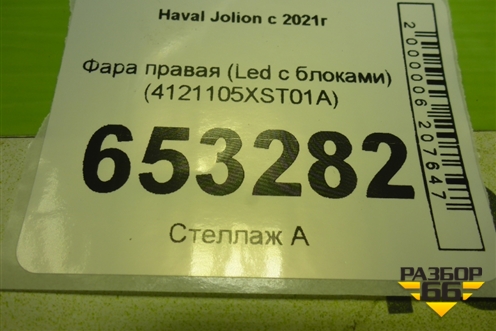 Haval Jolion с 2021г
Фара правая (Led с блоками)
(4121105XST01A)
653282
Стеллаж А
2000006207647
РАЗБОР
66